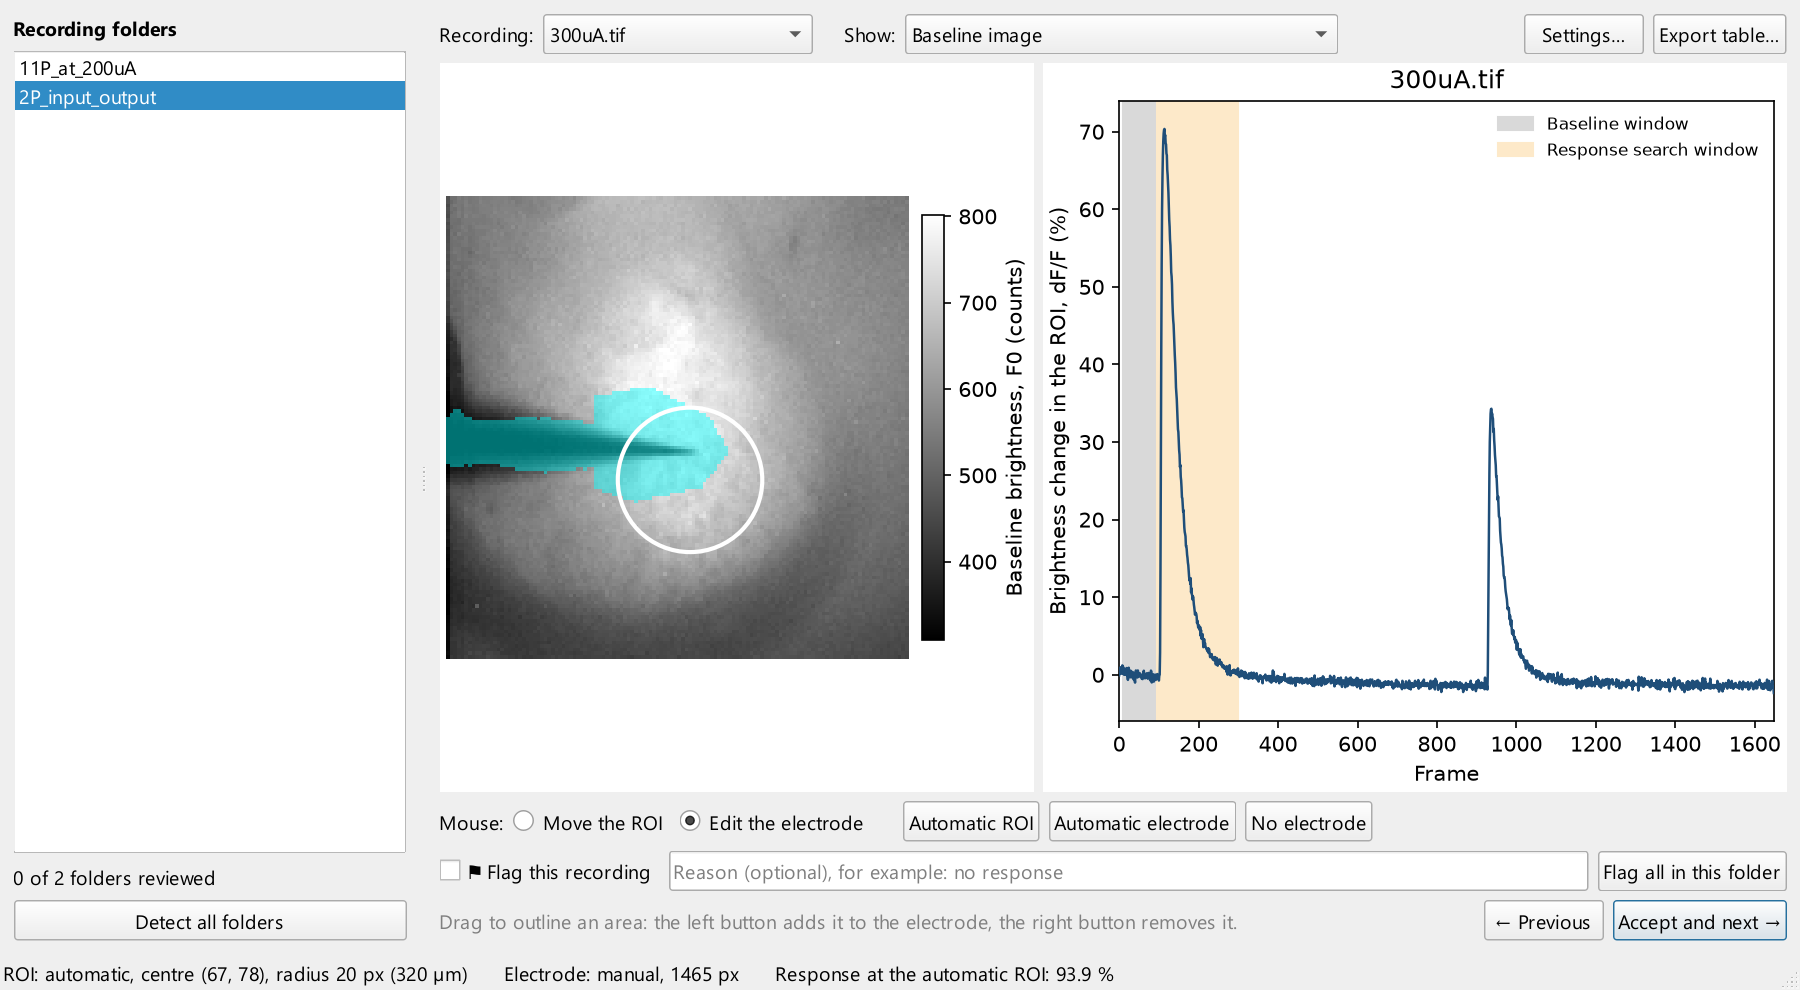 Recording folders
11P_at_200uA
2P_input_output
0 of 2 folders reviewed
Detect all folders
Recording: 300uA.tif Show: Baseline image Settings... Export table...
800
700
600
500
400
Baseline brightness, F0 (counts)
300uA.tif
Baseline window
Response search window
70
60
50
40
30
20
10
0
Brightness change in the ROI, dF/F (%)
0 200 400 600 800 1000 1200 1400 1600
Frame
Mouse: Move the ROI Edit the electrode Automatic ROI Automatic electrode No electrode
⚑ Flag this recording Reason (optional), for example: no response Flag all in this folder
Drag to outline an area: the left button adds it to the electrode, the right button removes it. ← Previous Accept and next →
ROI: automatic, centre (67, 78), radius 20 px (320 µm) Electrode: manual, 1465 px Response at the automatic ROI: 93.9 %